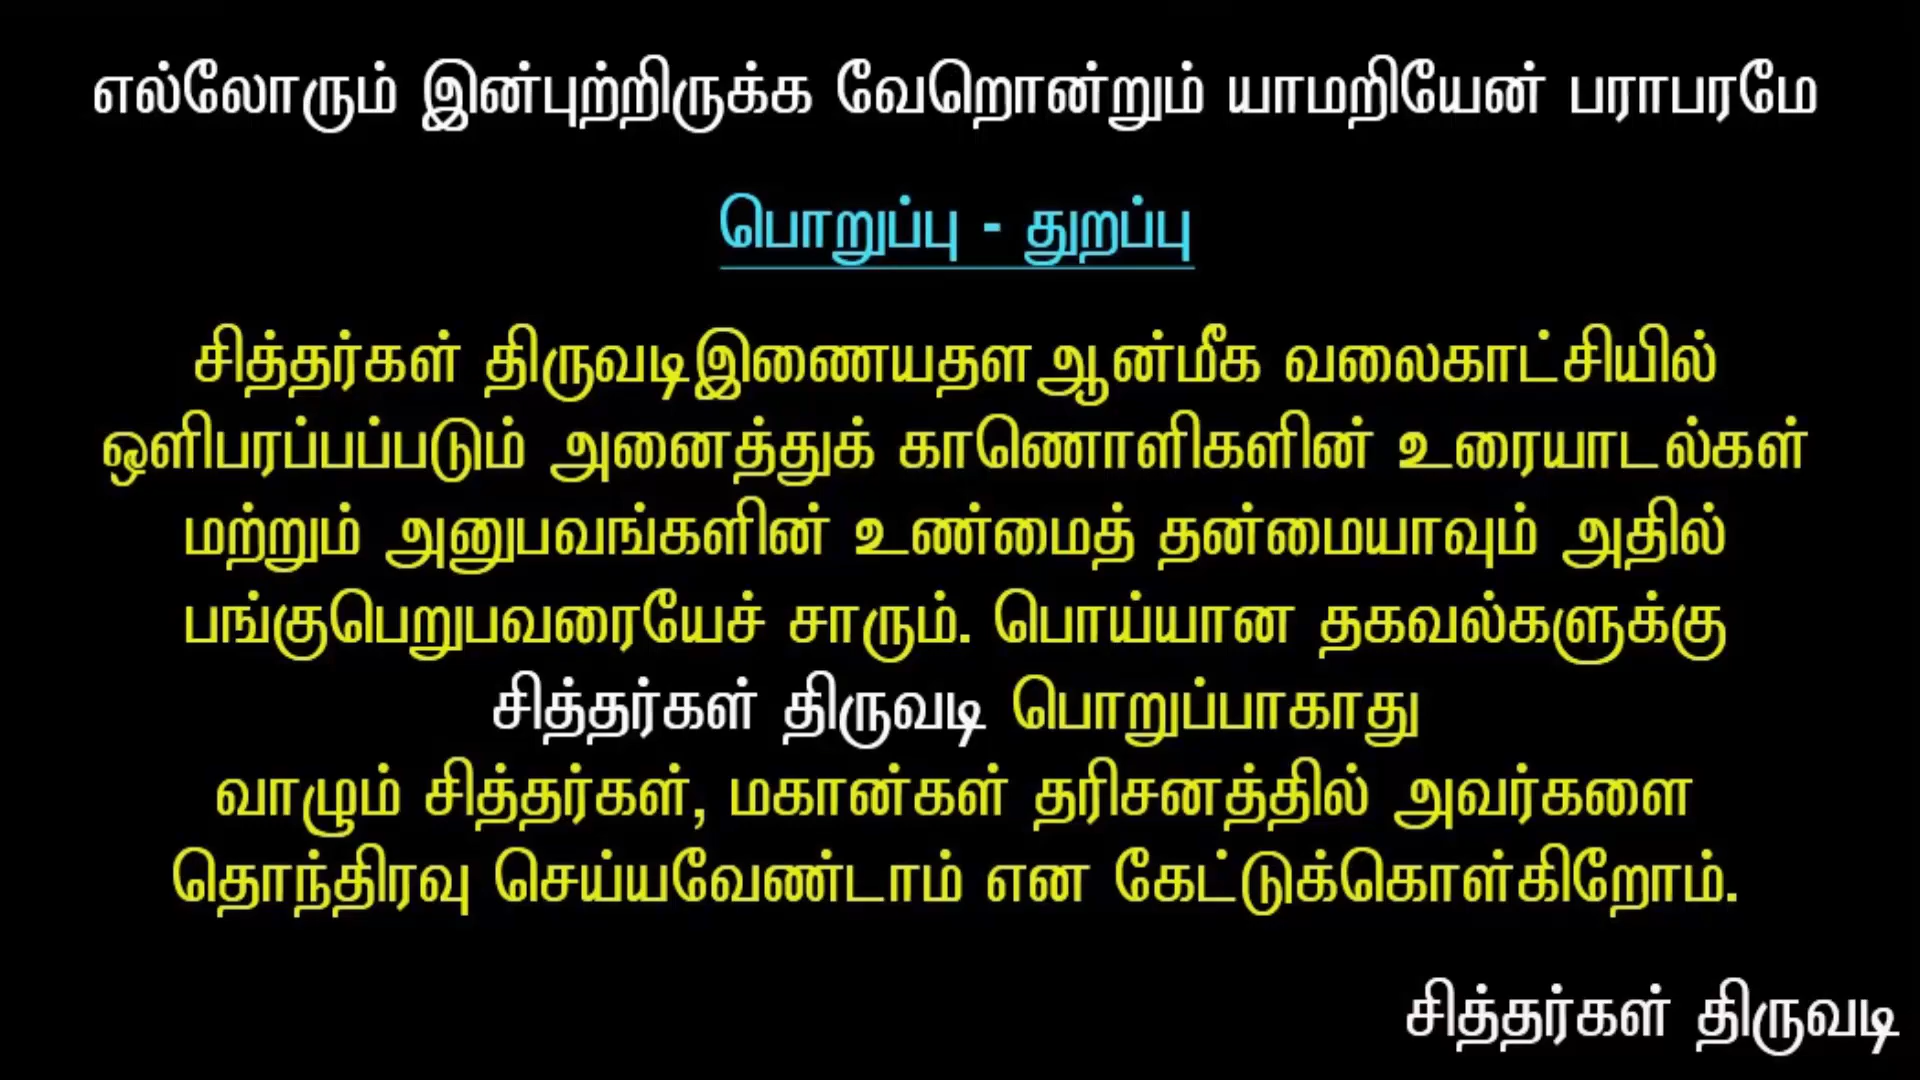 எல்லோரும் இன்புற்றிருக்க வேறொன்றும் யாமறியேன் பராபரமே
பொறுப்பு - துறப்பு
சித்தர்கள் திருவடிஇணையதளஆன்மீக வலைகாட்சியில்
ஒளிபரப்பப்படும் அனைத்துக் காணொளிகளின் உரையாடல்கள்
மற்றும் அனுபவங்களின் உண்மைத் தன்மையாவும் அதில்
பங்குபெறுபவரையேச் சாரும். பொய்யான தகவல்களுக்கு
சித்தர்கள் திருவடி பொறுப்பாகாது
வாழும் சித்தர்கள், மகான்கள் தரிசனத்தில் அவர்களை
தொந்திரவு செய்யவேண்டாம் என கேட்டுக்கொள்கிறோம்.
சித்தர்கள் திருவடி